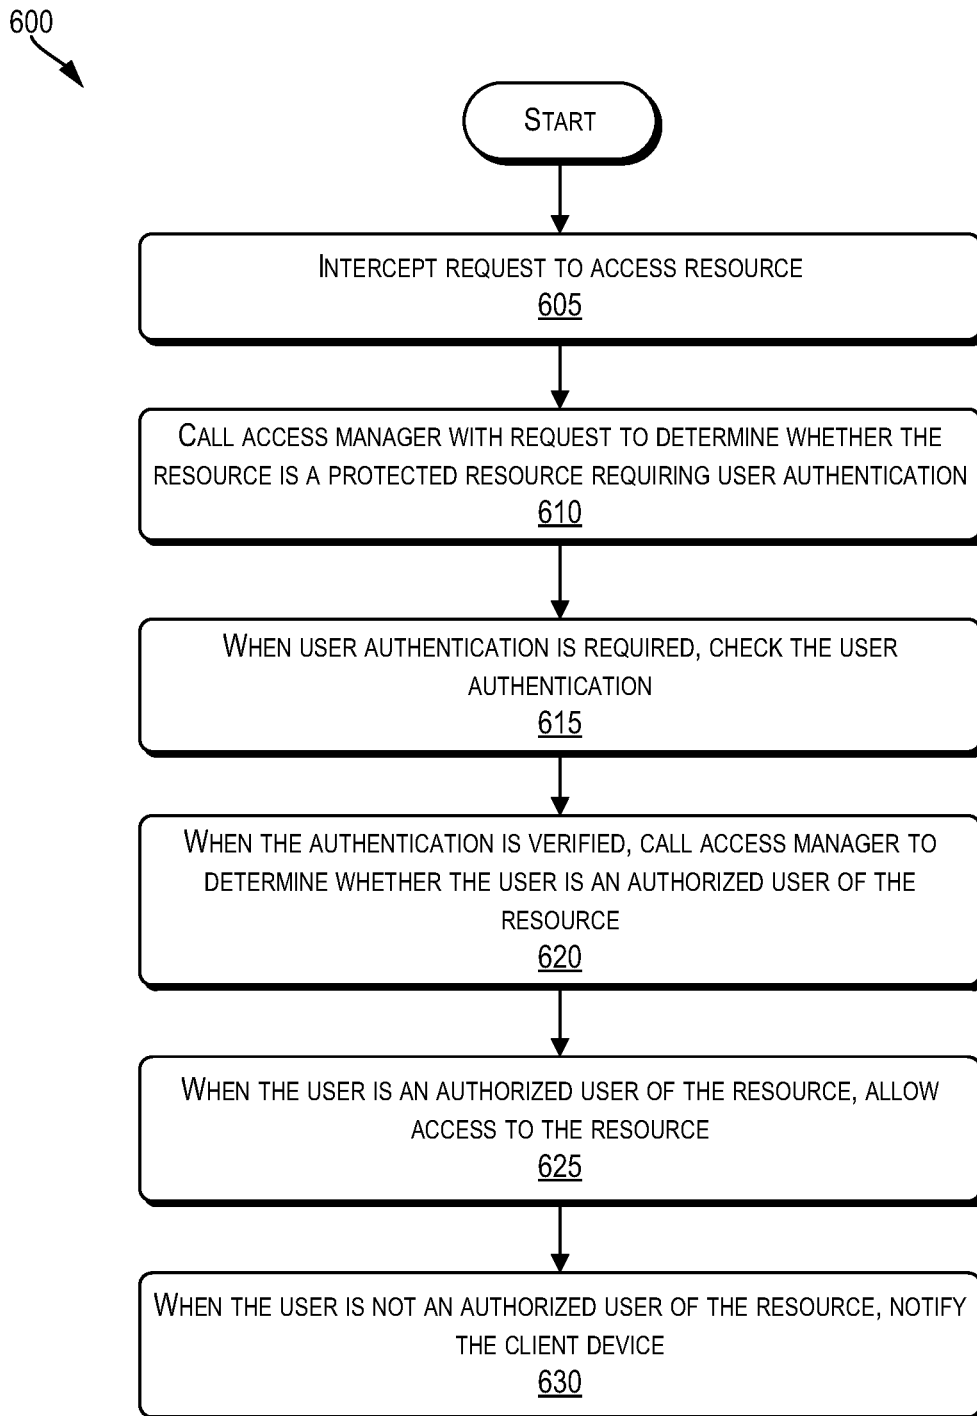 600
START
INTERCEPT REQUEST TO ACCESS RESOURCE
605
CALL ACCESS MANAGER WITH REQUEST TO DETERMINE WHETHER THE
RESOURCE IS A PROTECTED RESOURCE REQUIRING USER AUTHENTICATION
610
WHEN USER AUTHENTICATION IS REQUIRED, CHECK THE USER
AUTHENTICATION
615
WHEN THE AUTHENTICATION IS VERIFIED, CALL ACCESS MANAGER TO
DETERMINE WHETHER THE USER IS AN AUTHORIZED USER OF THE
RESOURCE
620
WHEN THE USER IS AN AUTHORIZED USER OF THE RESOURCE, ALLOW
ACCESS TO THE RESOURCE
625
WHEN THE USER IS NOT AN AUTHORIZED USER OF THE RESOURCE, NOTIFY
THE CLIENT DEVICE
630